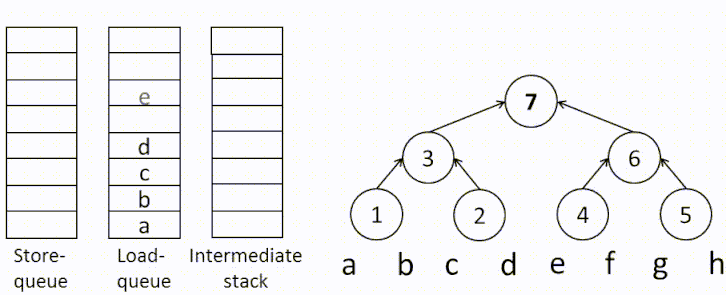 e
d
c
b
a
Store-
queue
Load-
queue
Intermediate
stack
7
3
6
1
2
4
5
a b c d e f g h